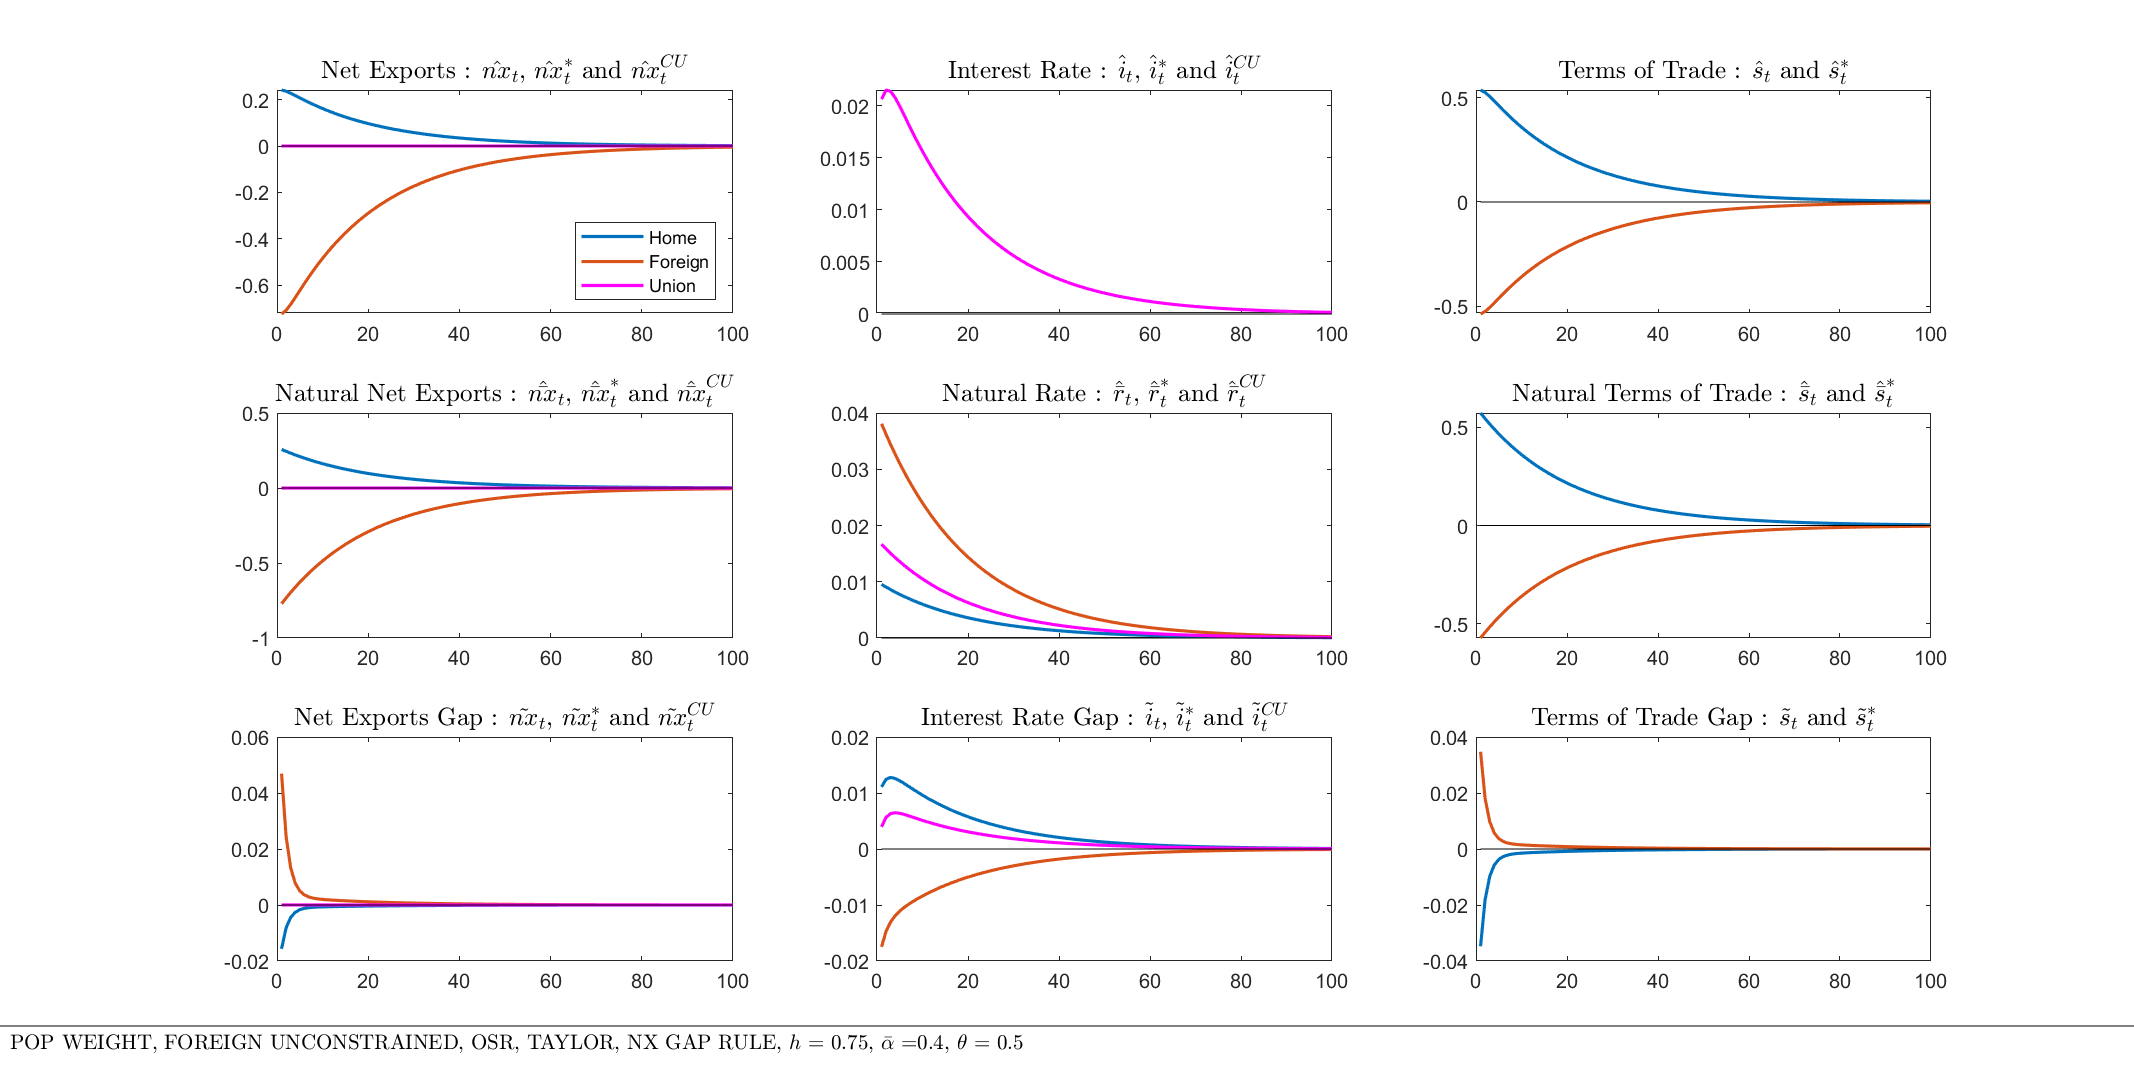 Net Exports : n̂x_t, n̂x_t^* and n̂x_t^{CU}
0.2
0
-0.2
-0.4
-0.6
0 20 40 60 80 100
Home
Foreign
Union
Interest Rate : î_t, î_t^* and î_t^{CU}
0.02
0.015
0.01
0.005
0
0 20 40 60 80 100
Terms of Trade : ŝ_t and ŝ_t^*
0.5
0
-0.5
0 20 40 60 80 100
Natural Net Exports : n̄̂x_t, n̄̂x_t^* and n̄̂x_t^{CU}
0.5
0
-0.5
-1
0 20 40 60 80 100
Natural Rate : r̄̂_t, r̄̂_t^* and r̄̂_t^{CU}
0.04
0.03
0.02
0.01
0
0 20 40 60 80 100
Natural Terms of Trade : s̄̂_t and s̄̂_t^*
0.5
0
-0.5
0 20 40 60 80 100
Net Exports Gap : ñx_t, ñx_t^* and ñx_t^{CU}
0.06
0.04
0.02
0
-0.02
0 20 40 60 80 100
Interest Rate Gap : ĩ_t, ĩ_t^* and ĩ_t^{CU}
0.02
0.01
0
-0.01
-0.02
0 20 40 60 80 100
Terms of Trade Gap : s̃_t and s̃_t^*
0.04
0.02
0
-0.02
-0.04
0 20 40 60 80 100
POP WEIGHT, FOREIGN UNCONSTRAINED, OSR, TAYLOR, NX GAP RULE, h = 0.75, ᾱ =0.4, θ = 0.5